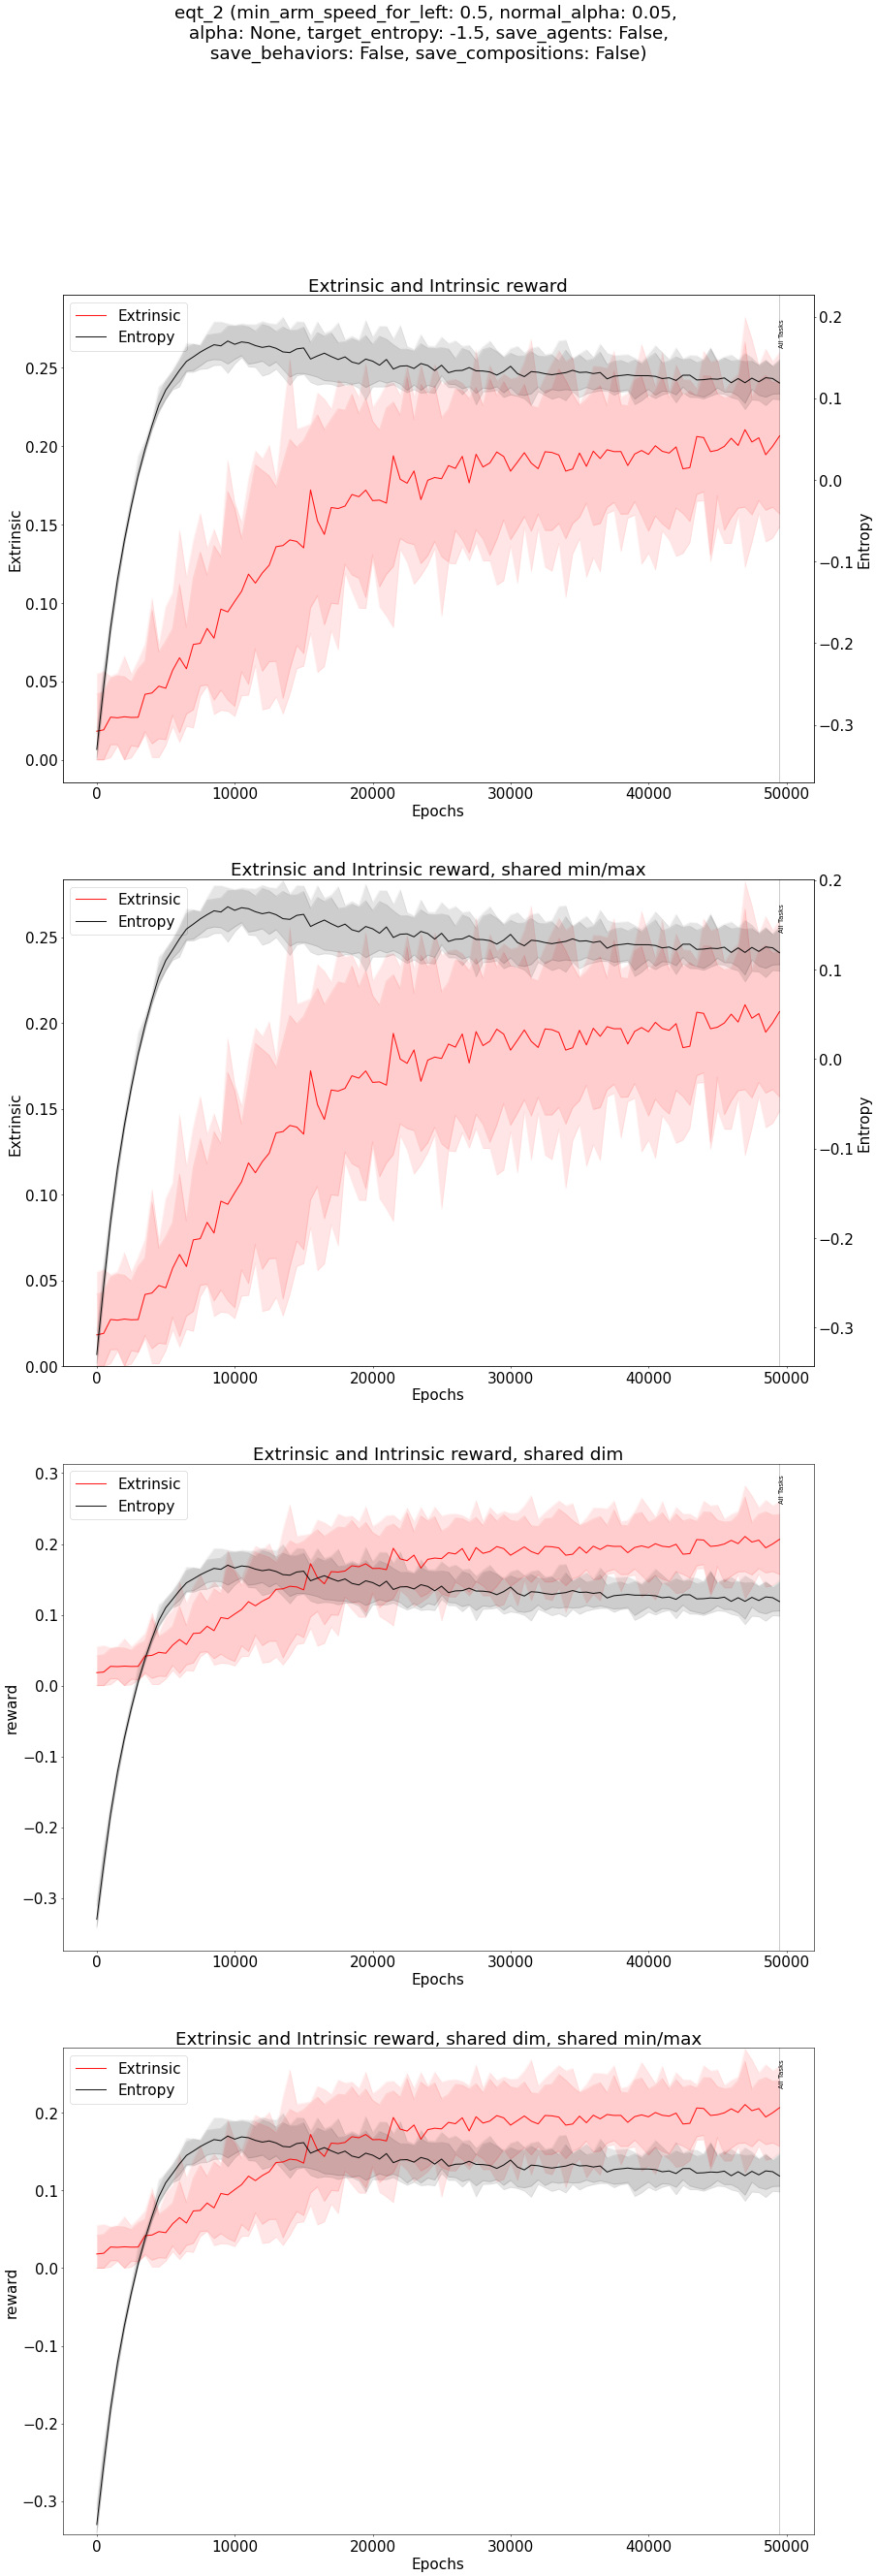 eqt_2 (min_arm_speed_for_left: 0.5, normal_alpha: 0.05,
alpha: None, target_entropy: -1.5, save_agents: False,
save_behaviors: False, save_compositions: False)
Extrinsic and Intrinsic reward
Extrinsic
Entropy
All Tasks
0.25
0.20
0.15
0.10
0.05
0.00
Extrinsic
0.2
0.1
0.0
−0.1
−0.2
−0.3
Entropy
0 10000 20000 30000 40000 50000
Epochs
Extrinsic and Intrinsic reward, shared min/max
Extrinsic
Entropy
All Tasks
0.25
0.20
0.15
0.10
0.05
0.00
Extrinsic
0.2
0.1
0.0
−0.1
−0.2
−0.3
Entropy
0 10000 20000 30000 40000 50000
Epochs
Extrinsic and Intrinsic reward, shared dim
Extrinsic
Entropy
All Tasks
0.3
0.2
0.1
0.0
−0.1
−0.2
−0.3
reward
0 10000 20000 30000 40000 50000
Epochs
Extrinsic and Intrinsic reward, shared dim, shared min/max
Extrinsic
Entropy
All Tasks
0.2
0.1
0.0
−0.1
−0.2
−0.3
reward
0 10000 20000 30000 40000 50000
Epochs